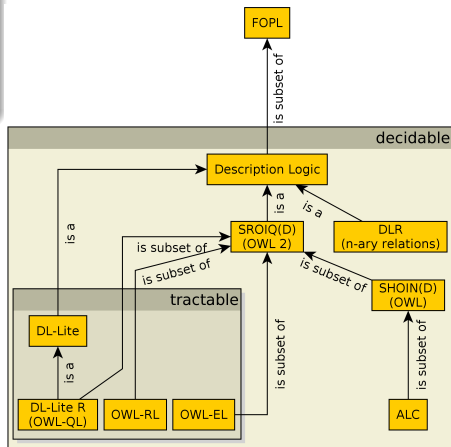 FOPL
is subset of
decidable
Description Logic
is a
is a
is a
SROIQ(D)
(OWL 2)
DLR
(n-ary relations)
is subset of
is subset of
is subset of
SHOIN(D)
(OWL)
tractable
DL-Lite
is subset of
is subset of
is a
DL-Lite R
(OWL-QL)
OWL-RL
OWL-EL
ALC